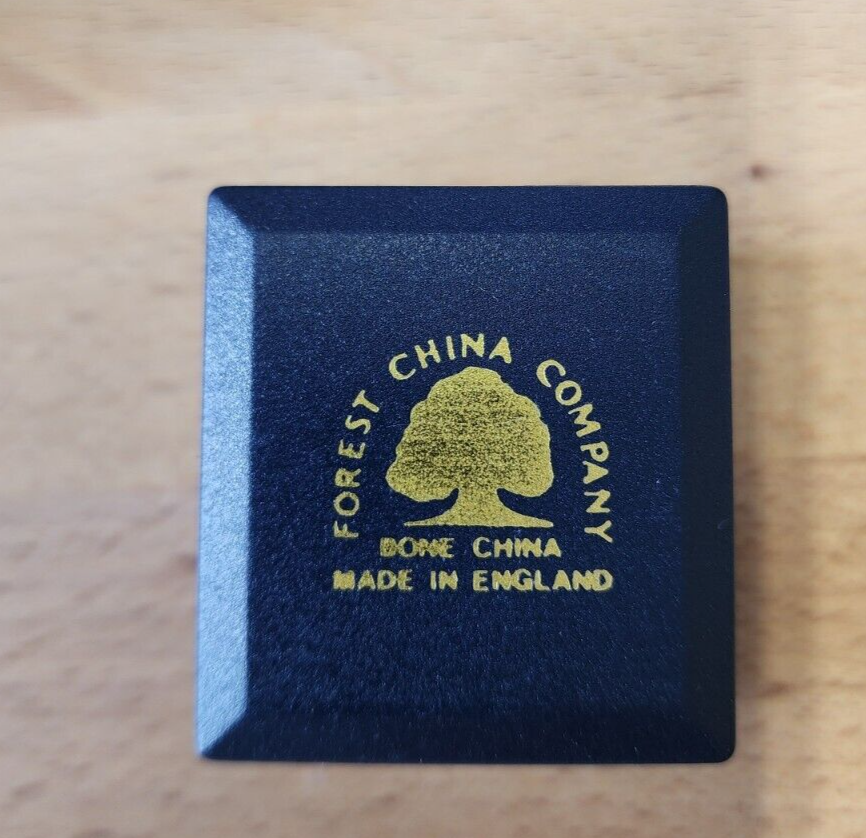 FOREST CHINA COMPANY
BONE CHINA
MADE IN ENGLAND